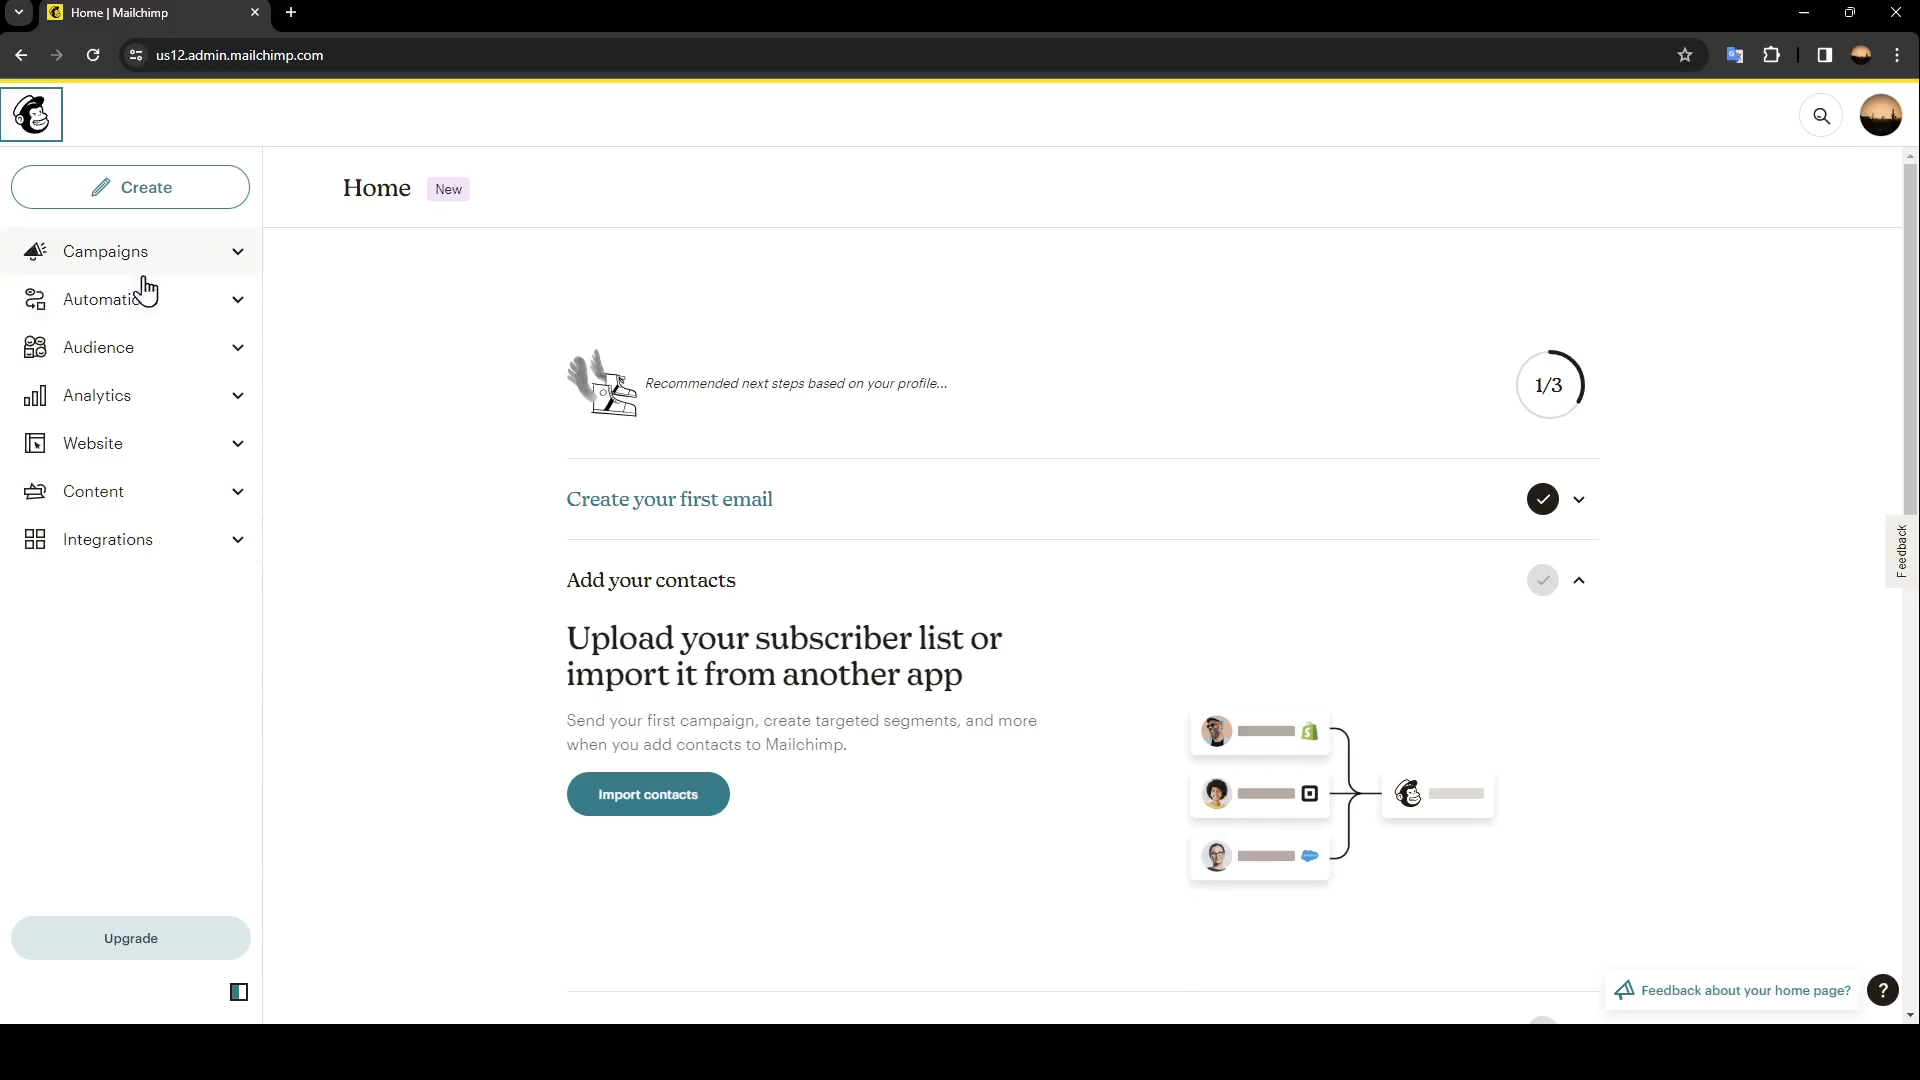 Home | Mailchimp
us12.admin.mailchimp.com
Create
Home New
Campaigns
Automatio
Audience
Analytics
Website
Content
Integrations
Recommended next steps based on your profile...
1/3
Create your first email
Add your contacts
Upload your subscriber list or
import it from another app
Send your first campaign, create targeted segments, and more
when you add contacts to Mailchimp.
Import contacts
Feedback
Upgrade
Feedback about your home page?
?